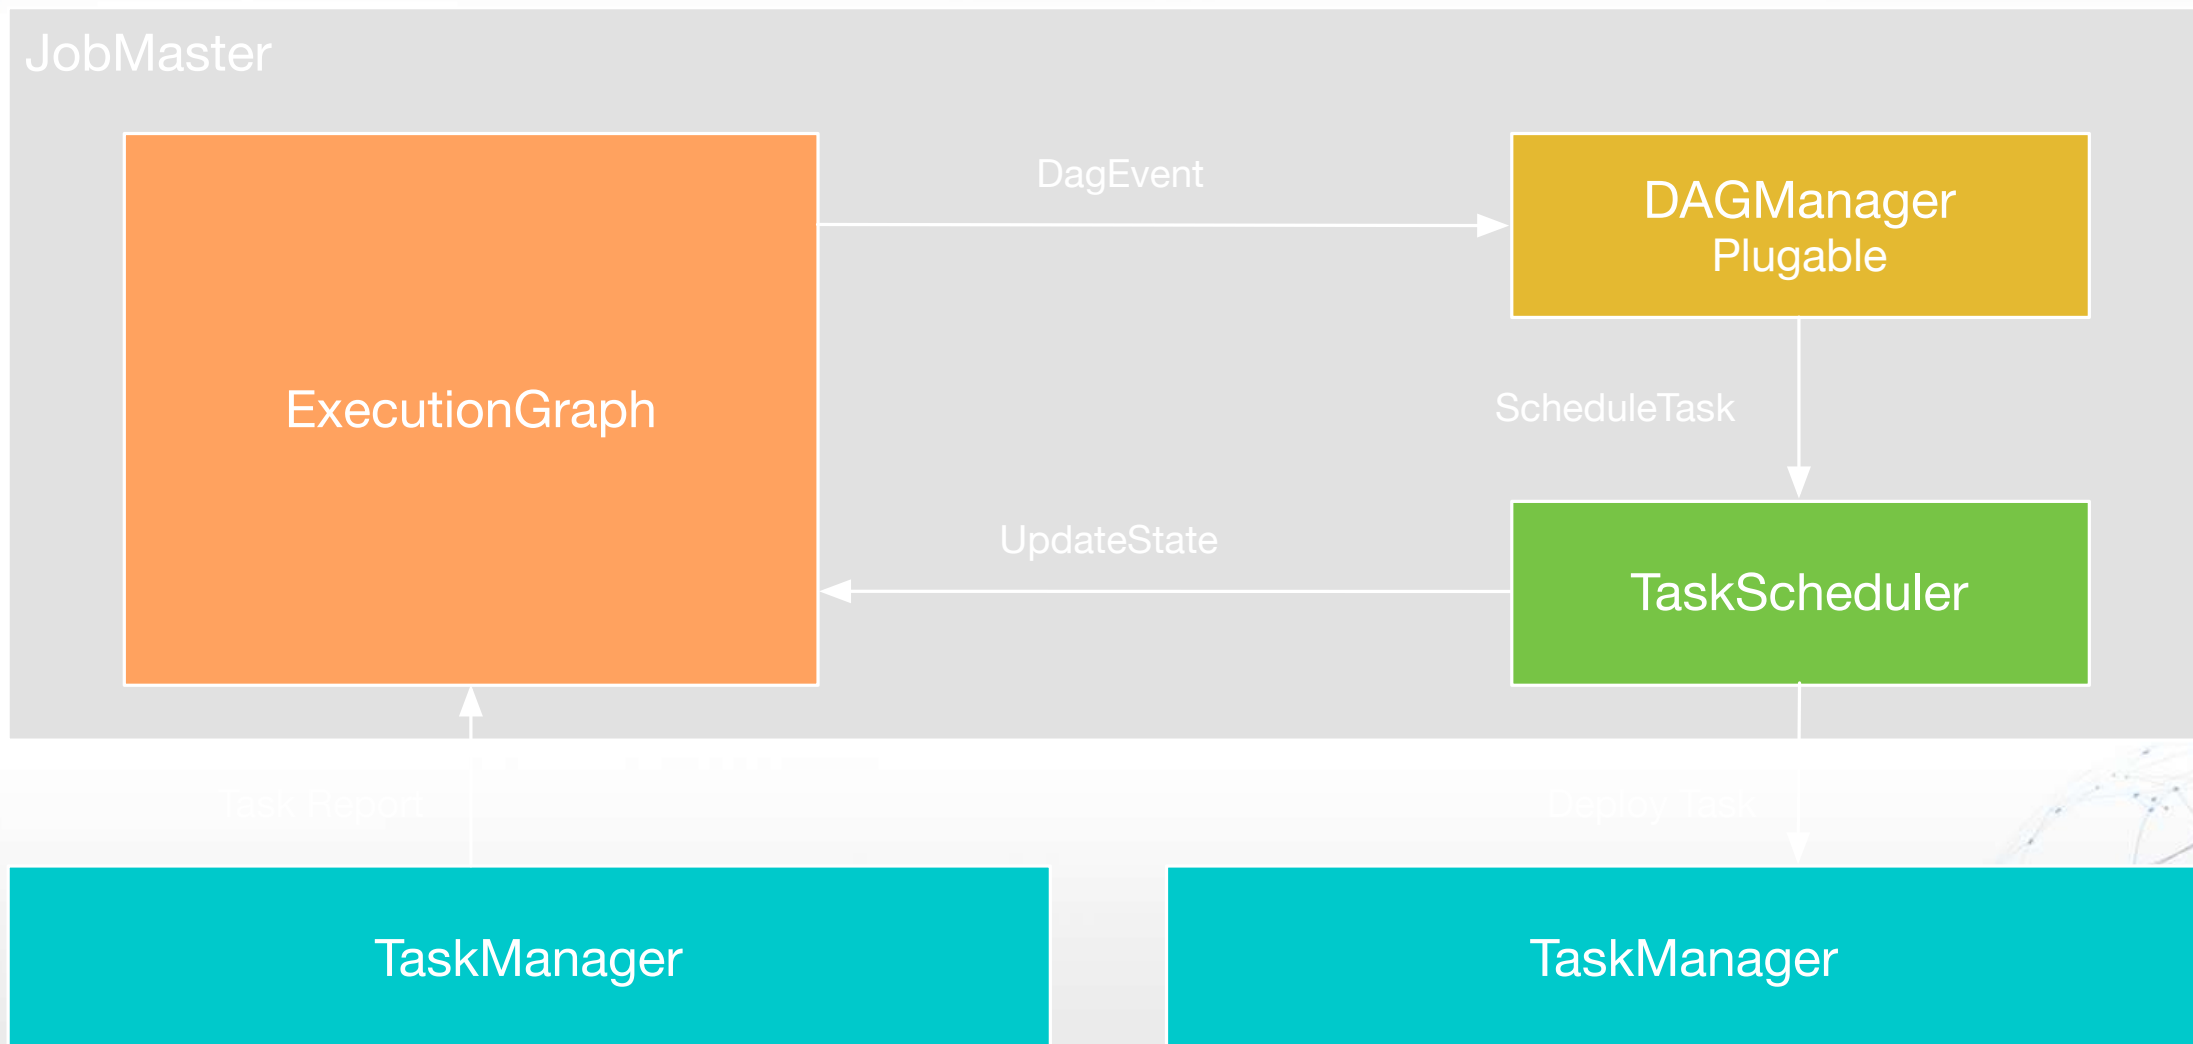 JobMaster
DagEvent
DAGManager
Plugable
ExecutionGraph
ScheduleTask
UpdateState
TaskScheduler
Task Report
Deploy Task
TaskManager
TaskManager